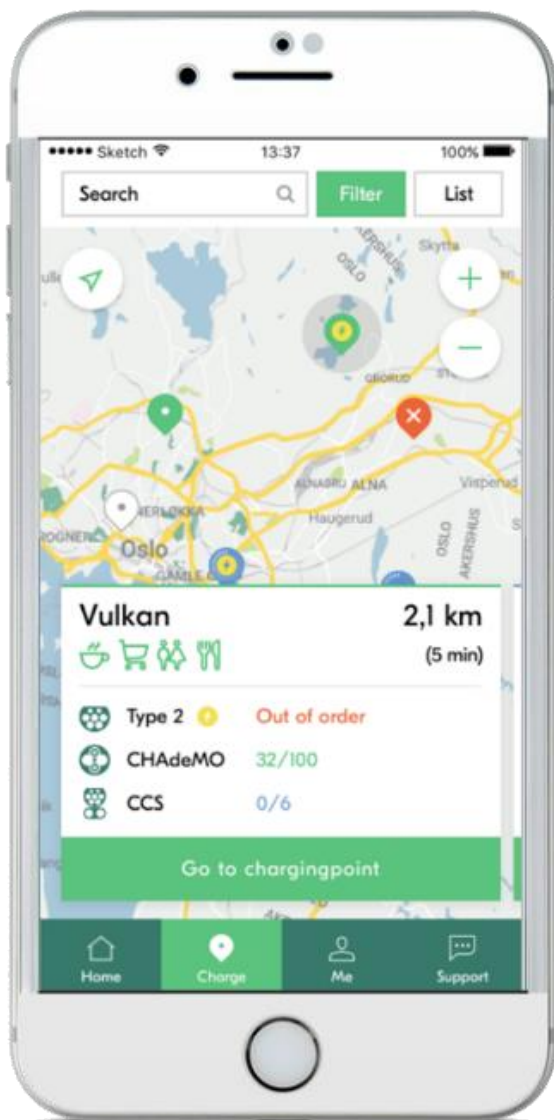 Sketch 13:37 100%
Search Filter List
AKERSHUS
OSLO
Skytta
GRORUD
ALNABRU ALNA
Visperud
Haugerud
Oslo
OSLO
AKERSHUS
Vulkan 2,1 km
(5 min)
Type 2 Out of order
CHAdeMO 32/100
CCS 0/6
Go to chargingpoint
Home Charge Me Support